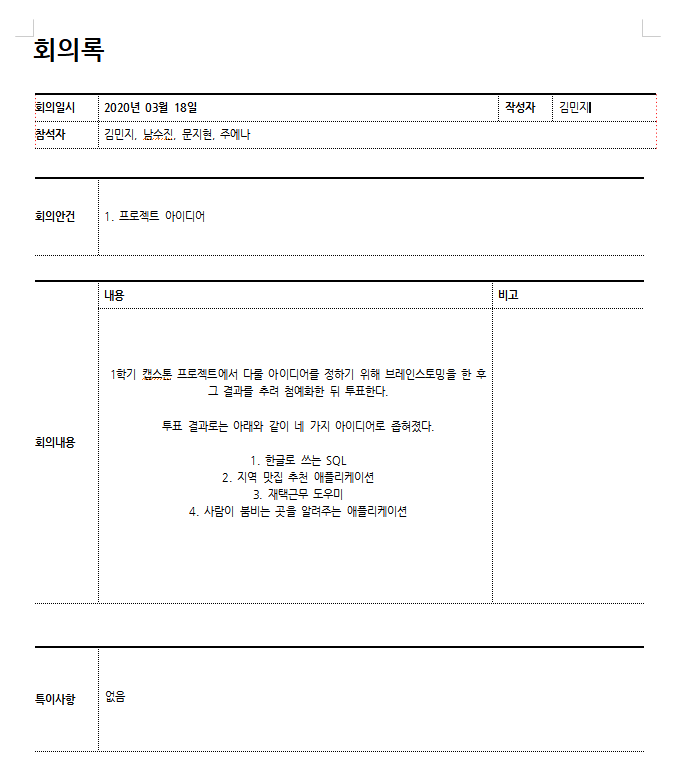 회의록
회의일시 2020년 03월 18일 작성자 김민지
참석자 김민지, 남수진, 문지현, 주에나
회의안건 1. 프로젝트 아이디어
내용 비고
1학기 캡스톤 프로젝트에서 다룰 아이디어를 정하기 위해 브레인스토밍을 한 후
그 결과를 추려 첨예화한 뒤 투표한다.
투표 결과로는 아래와 같이 네 가지 아이디어로 좁혀졌다.
회의내용
1. 한글로 쓰는 SQL
2. 지역 맛집 추천 애플리케이션
3. 재택근무 도우미
4. 사람이 붐비는 곳을 알려주는 애플리케이션
특이사항 없음